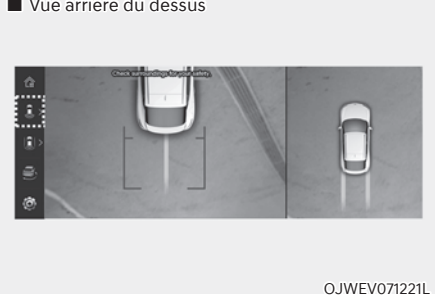 ■ Vue arrière du dessus
Check surroundings for your safety.
OJWEV071221L